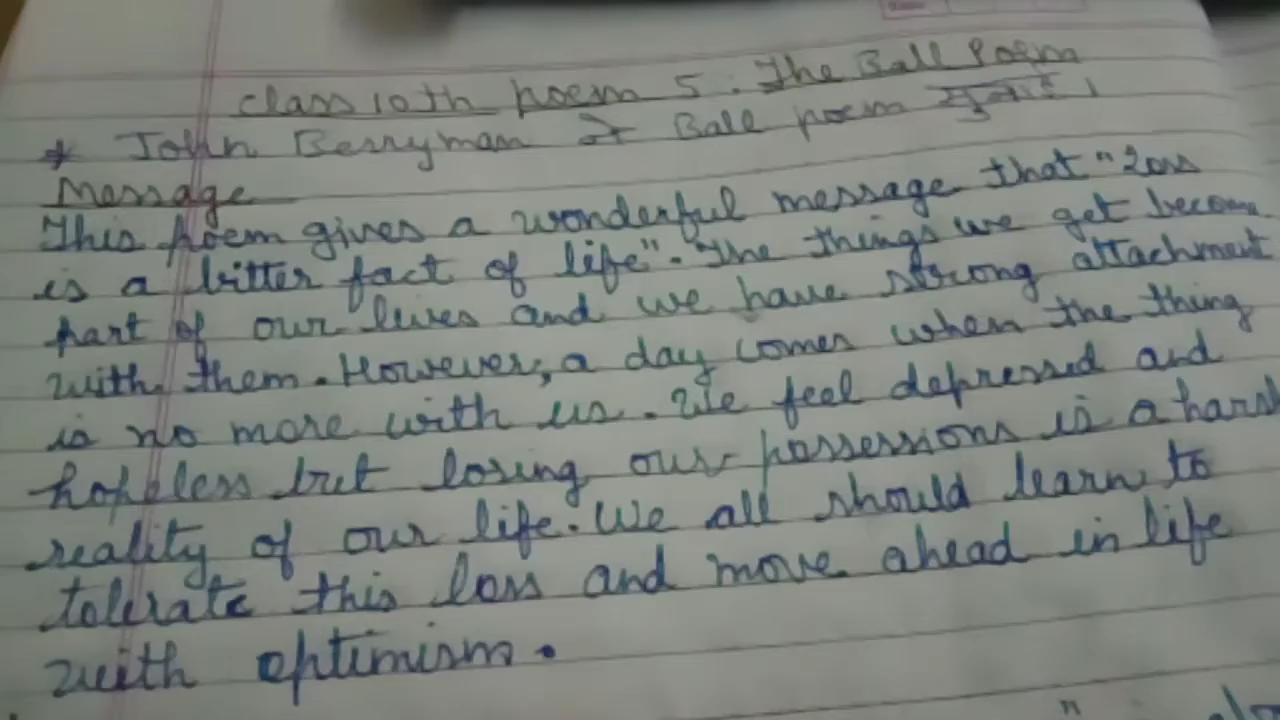 class 10th poem 5. The Ball Poem
* John Berryman ने Ball poem
Message
This poem gives a wonderful message that "Loss
is a bitter fact of life". The things we get become
part of our lives and we have strong attachment
with them. However, a day comes when the thing
is no more with us. We feel depressed and
hopeless but losing our possessions is a hard
reality of our life. We all should learn to
tolerate this loss and move ahead in life
with optimism.